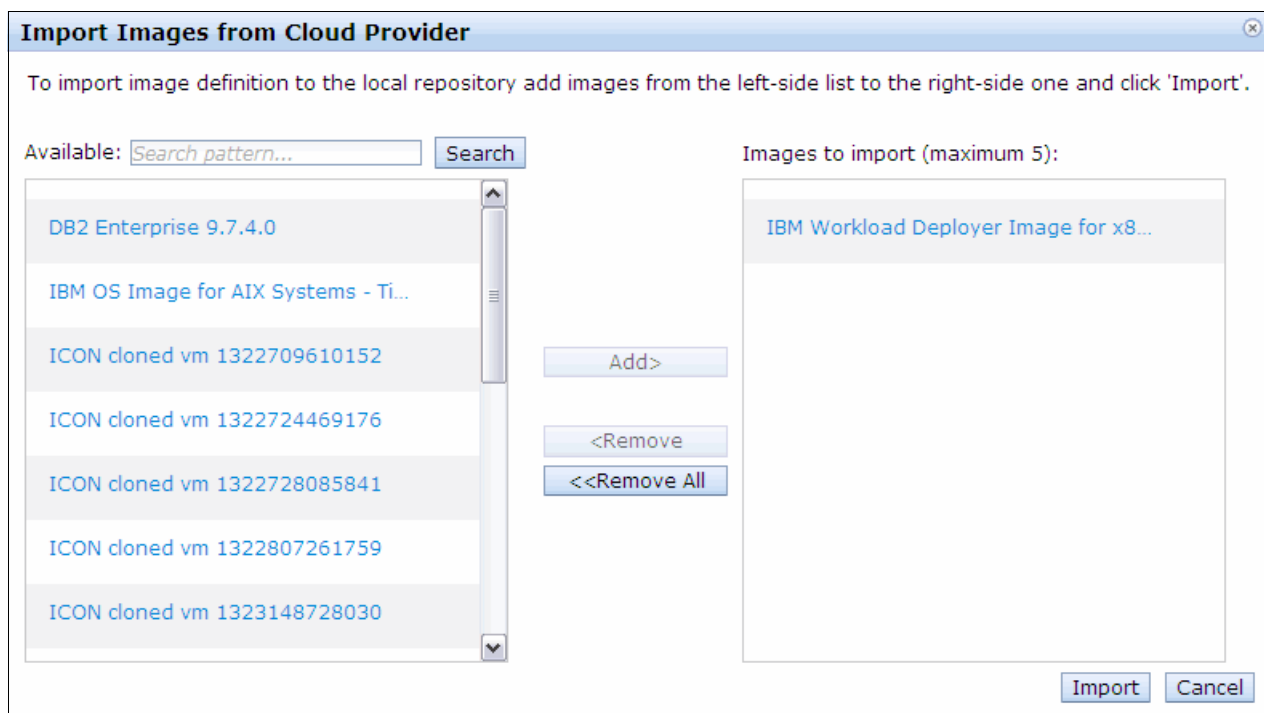 Import Images from Cloud Provider
To import image definition to the local repository add images from the left-side list to the right-side one and click 'Import'.
Available: Search pattern... Search
Images to import (maximum 5):
DB2 Enterprise 9.7.4.0
IBM OS Image for AIX Systems - Ti...
ICON cloned vm 1322709610152
ICON cloned vm 1322724469176
ICON cloned vm 1322728085841
ICON cloned vm 1322807261759
ICON cloned vm 1323148728030
Add>
<Remove
<<Remove All
IBM Workload Deployer Image for x8...
Import Cancel